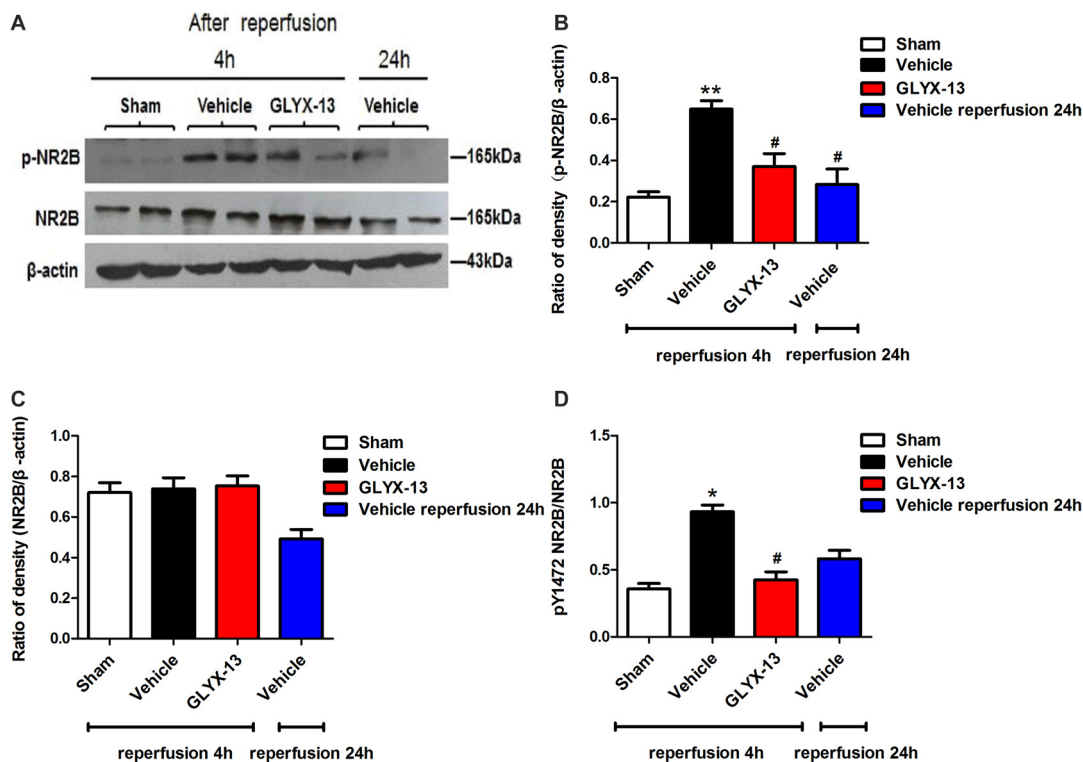 A
After reperfusion
4h
24h
Sham
Vehicle
GLYX-13
Vehicle
p-NR2B
165kDa
NR2B
165kDa
β-actin
43kDa
B
Sham
Vehicle
GLYX-13
Vehicle reperfusion 24h
Ratio of density (p-NR2B/β -actin)
0.8
0.6
0.4
0.2
0.0
**
#
#
Sham
Vehicle
GLYX-13
Vehicle
reperfusion 4h
reperfusion 24h
C
Sham
Vehicle
GLYX-13
Vehicle reperfusion 24h
Ratio of density (NR2B/β -actin)
1.0
0.8
0.6
0.4
0.2
0.0
Sham
Vehicle
GLYX-13
Vehicle
reperfusion 4h
reperfusion 24h
D
Sham
Vehicle
GLYX-13
Vehicle reperfusion 24h
pY1472 NR2B/NR2B
1.5
1.0
0.5
0.0
*
#
Sham
Vehicle
GLYX-13
Vehicle
reperfusion 4h
reperfusion 24h